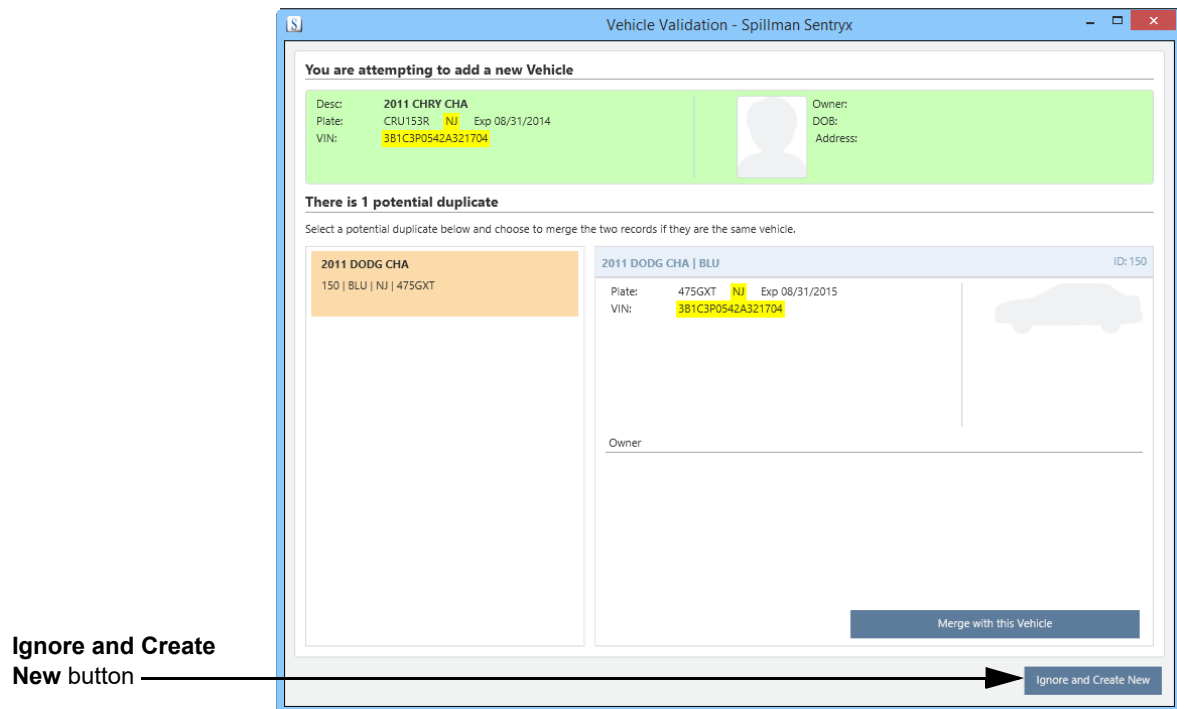 S
Vehicle Validation - Spillman Sentryx
You are attempting to add a new Vehicle
Desc: 2011 CHRY CHA
Plate: CRU153R NJ Exp 08/31/2014
VIN: 3B1C3P0542A321704
Owner:
DOB:
Address:
There is 1 potential duplicate
Select a potential duplicate below and choose to merge the two records if they are the same vehicle.
2011 DODG CHA
150 | BLU | NJ | 475GXT
2011 DODG CHA | BLU ID: 150
Plate: 475GXT NJ Exp 08/31/2015
VIN: 3B1C3P0542A321704
Owner
Merge with this Vehicle
Ignore and Create
New button
Ignore and Create New